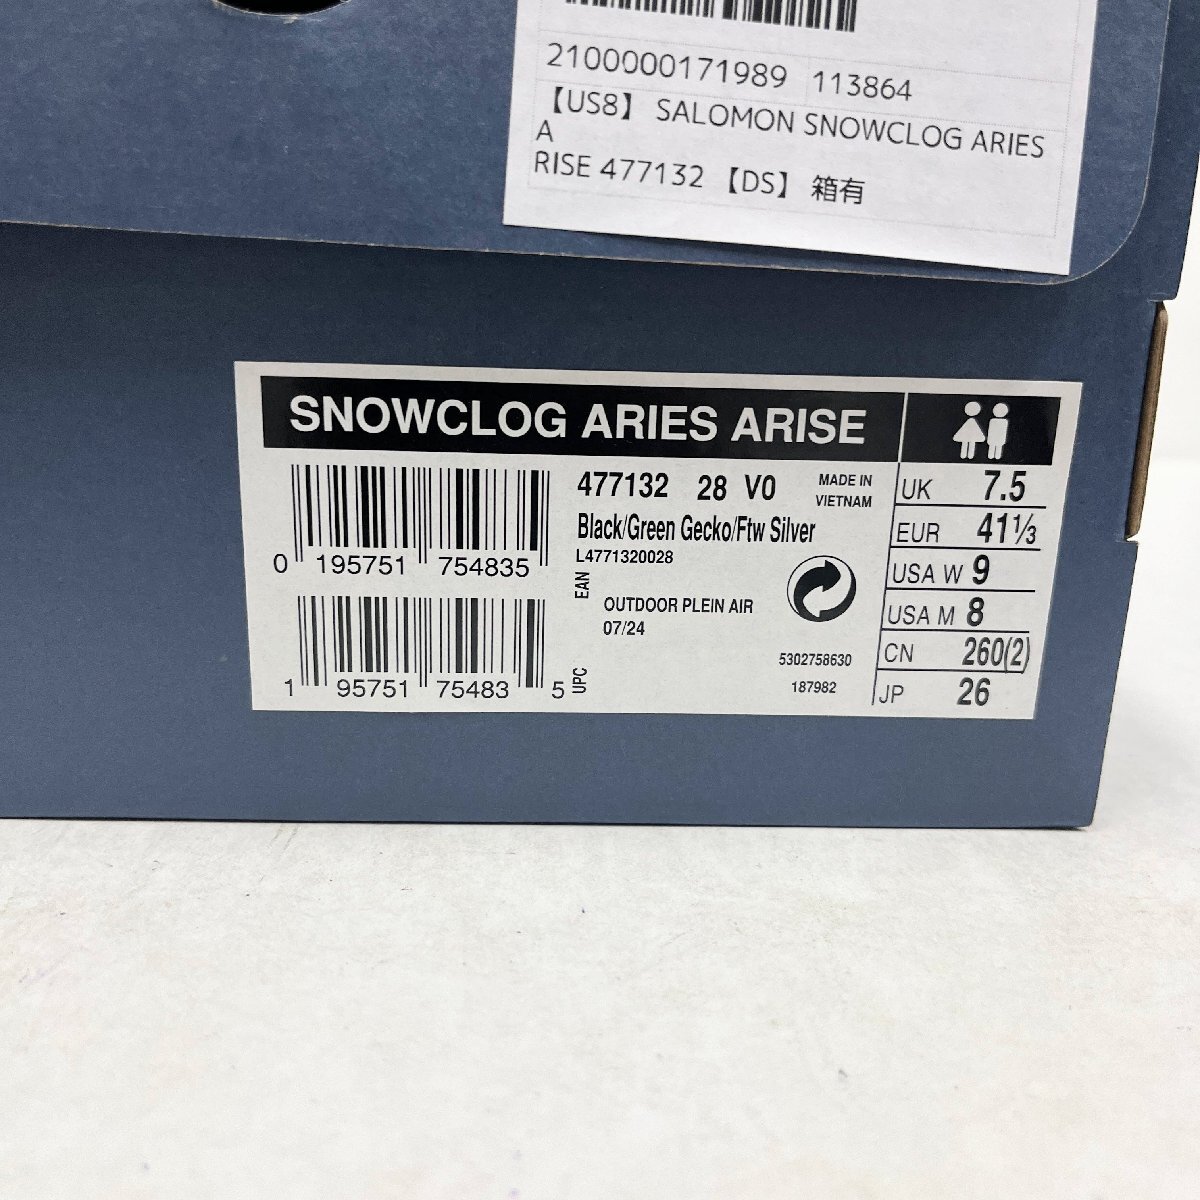 2100000171989 113864
【US8】 SALOMON SNOWCLOG ARIES
A
RISE 477132 【DS】 箱有
SNOWCLOG ARIES ARISE
477132 28 V0
MADE IN
VIETNAM
Black/Green Gecko/Ftw Silver
L4771320028
0 195751 754835
EAN
OUTDOOR PLEIN AIR
07/24
1 95751 75483 5
UPC
5302758630
187982
UK 7.5
EUR 41⅓
USA W 9
USA M 8
CN 260(2)
JP 26